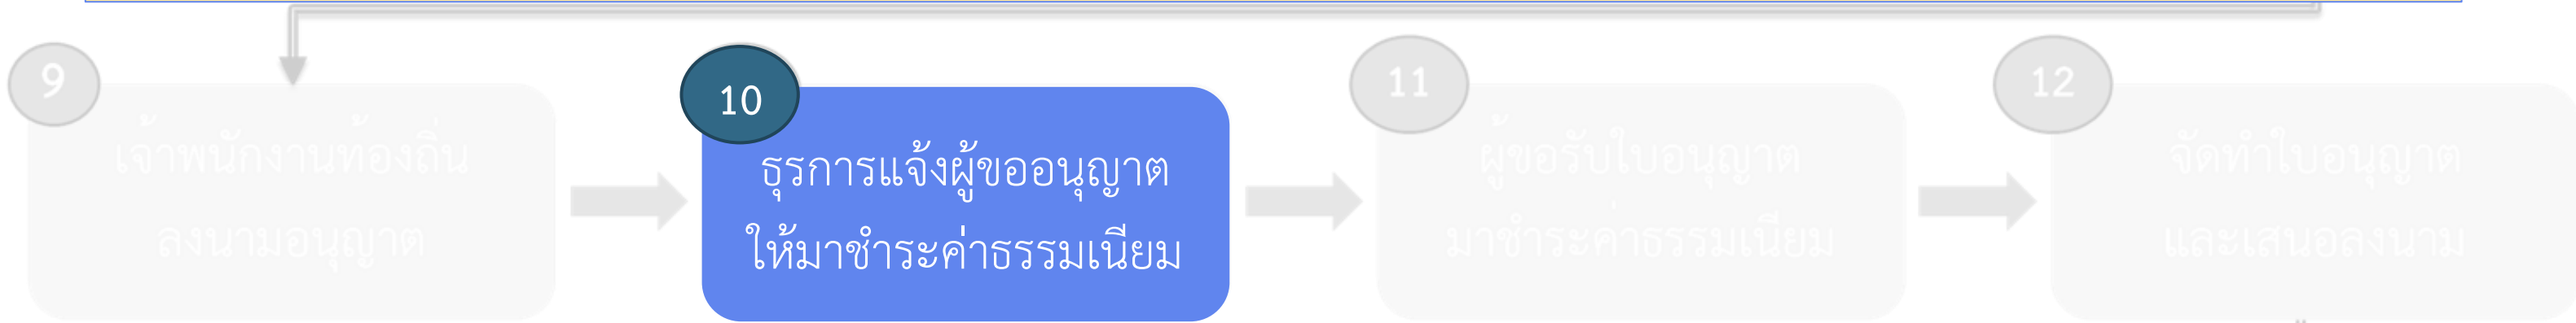 9
เจ้าพนักงานท้องถิ่น
ลงนามอนุญาต
10
ธุรการแจ้งผู้ขออนุญาต
ให้มาชำระค่าธรรมเนียม
11
ผู้ขอรับใบอนุญาต
มาชำระค่าธรรมเนียม
12
จัดทำใบอนุญาต
และเสนอลงนาม